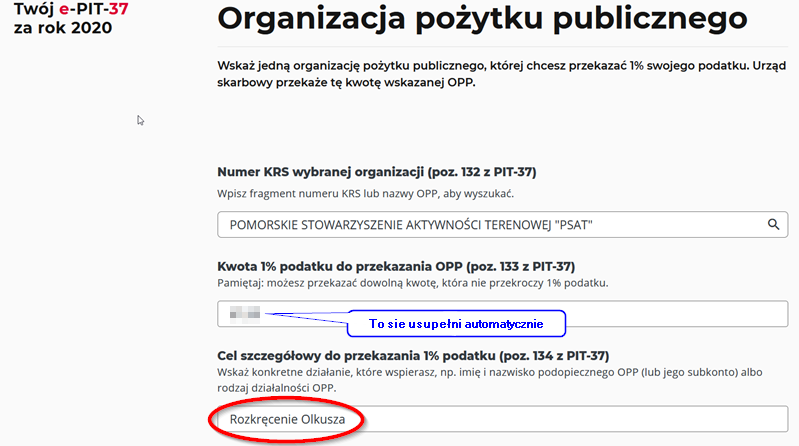 Twój e-PIT-37
za rok 2020
Organizacja pożytku publicznego
Wskaż jedną organizację pożytku publicznego, której chcesz przekazać 1% swojego podatku. Urząd
skarbowy przekaże tę kwotę wskazanej OPP.
Numer KRS wybranej organizacji (poz. 132 z PIT-37)
Wpisz fragment numeru KRS lub nazwy OPP, aby wyszukać.
POMORSKIE STOWARZYSZENIE AKTYWNOŚCI TERENOWEJ "PSAT"
Kwota 1% podatku do przekazania OPP (poz. 133 z PIT-37)
Pamiętaj: możesz przekazać dowolną kwotę, która nie przekroczy 1% podatku.
To sie usupełni automatycznie
Cel szczegółowy do przekazania 1% podatku (poz. 134 z PIT-37)
Wskaż konkretne działanie, które wspierasz, np. imię i nazwisko podopiecznego OPP (lub jego subkonto) albo
rodzaj działalności OPP.
Rozkręcenie Olkusza